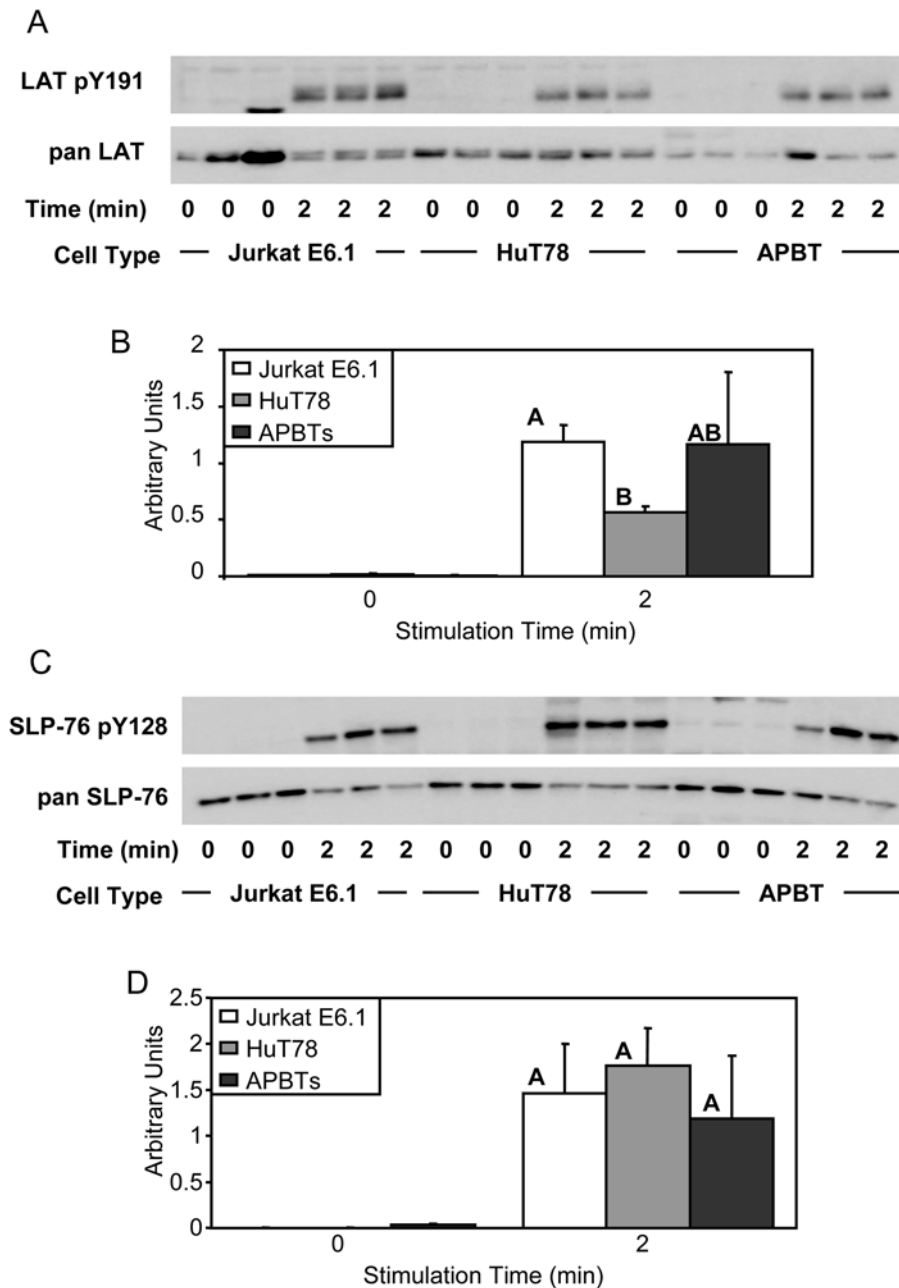 A
LAT pY191
pan LAT
Time (min) 0 0 0 2 2 2 0 0 0 2 2 2 0 0 0 2 2 2
Cell Type Jurkat E6.1 HuT78 APBT
B
Arbitrary Units
2
1.5
1
0.5
0
Jurkat E6.1
HuT78
APBTs
A
B
AB
0 2
Stimulation Time (min)
C
SLP-76 pY128
pan SLP-76
Time (min) 0 0 0 2 2 2 0 0 0 2 2 2 0 0 0 2 2 2
Cell Type Jurkat E6.1 HuT78 APBT
D
Arbitrary Units
2.5
2
1.5
1
0.5
0
Jurkat E6.1
HuT78
APBTs
A
A
A
0 2
Stimulation Time (min)